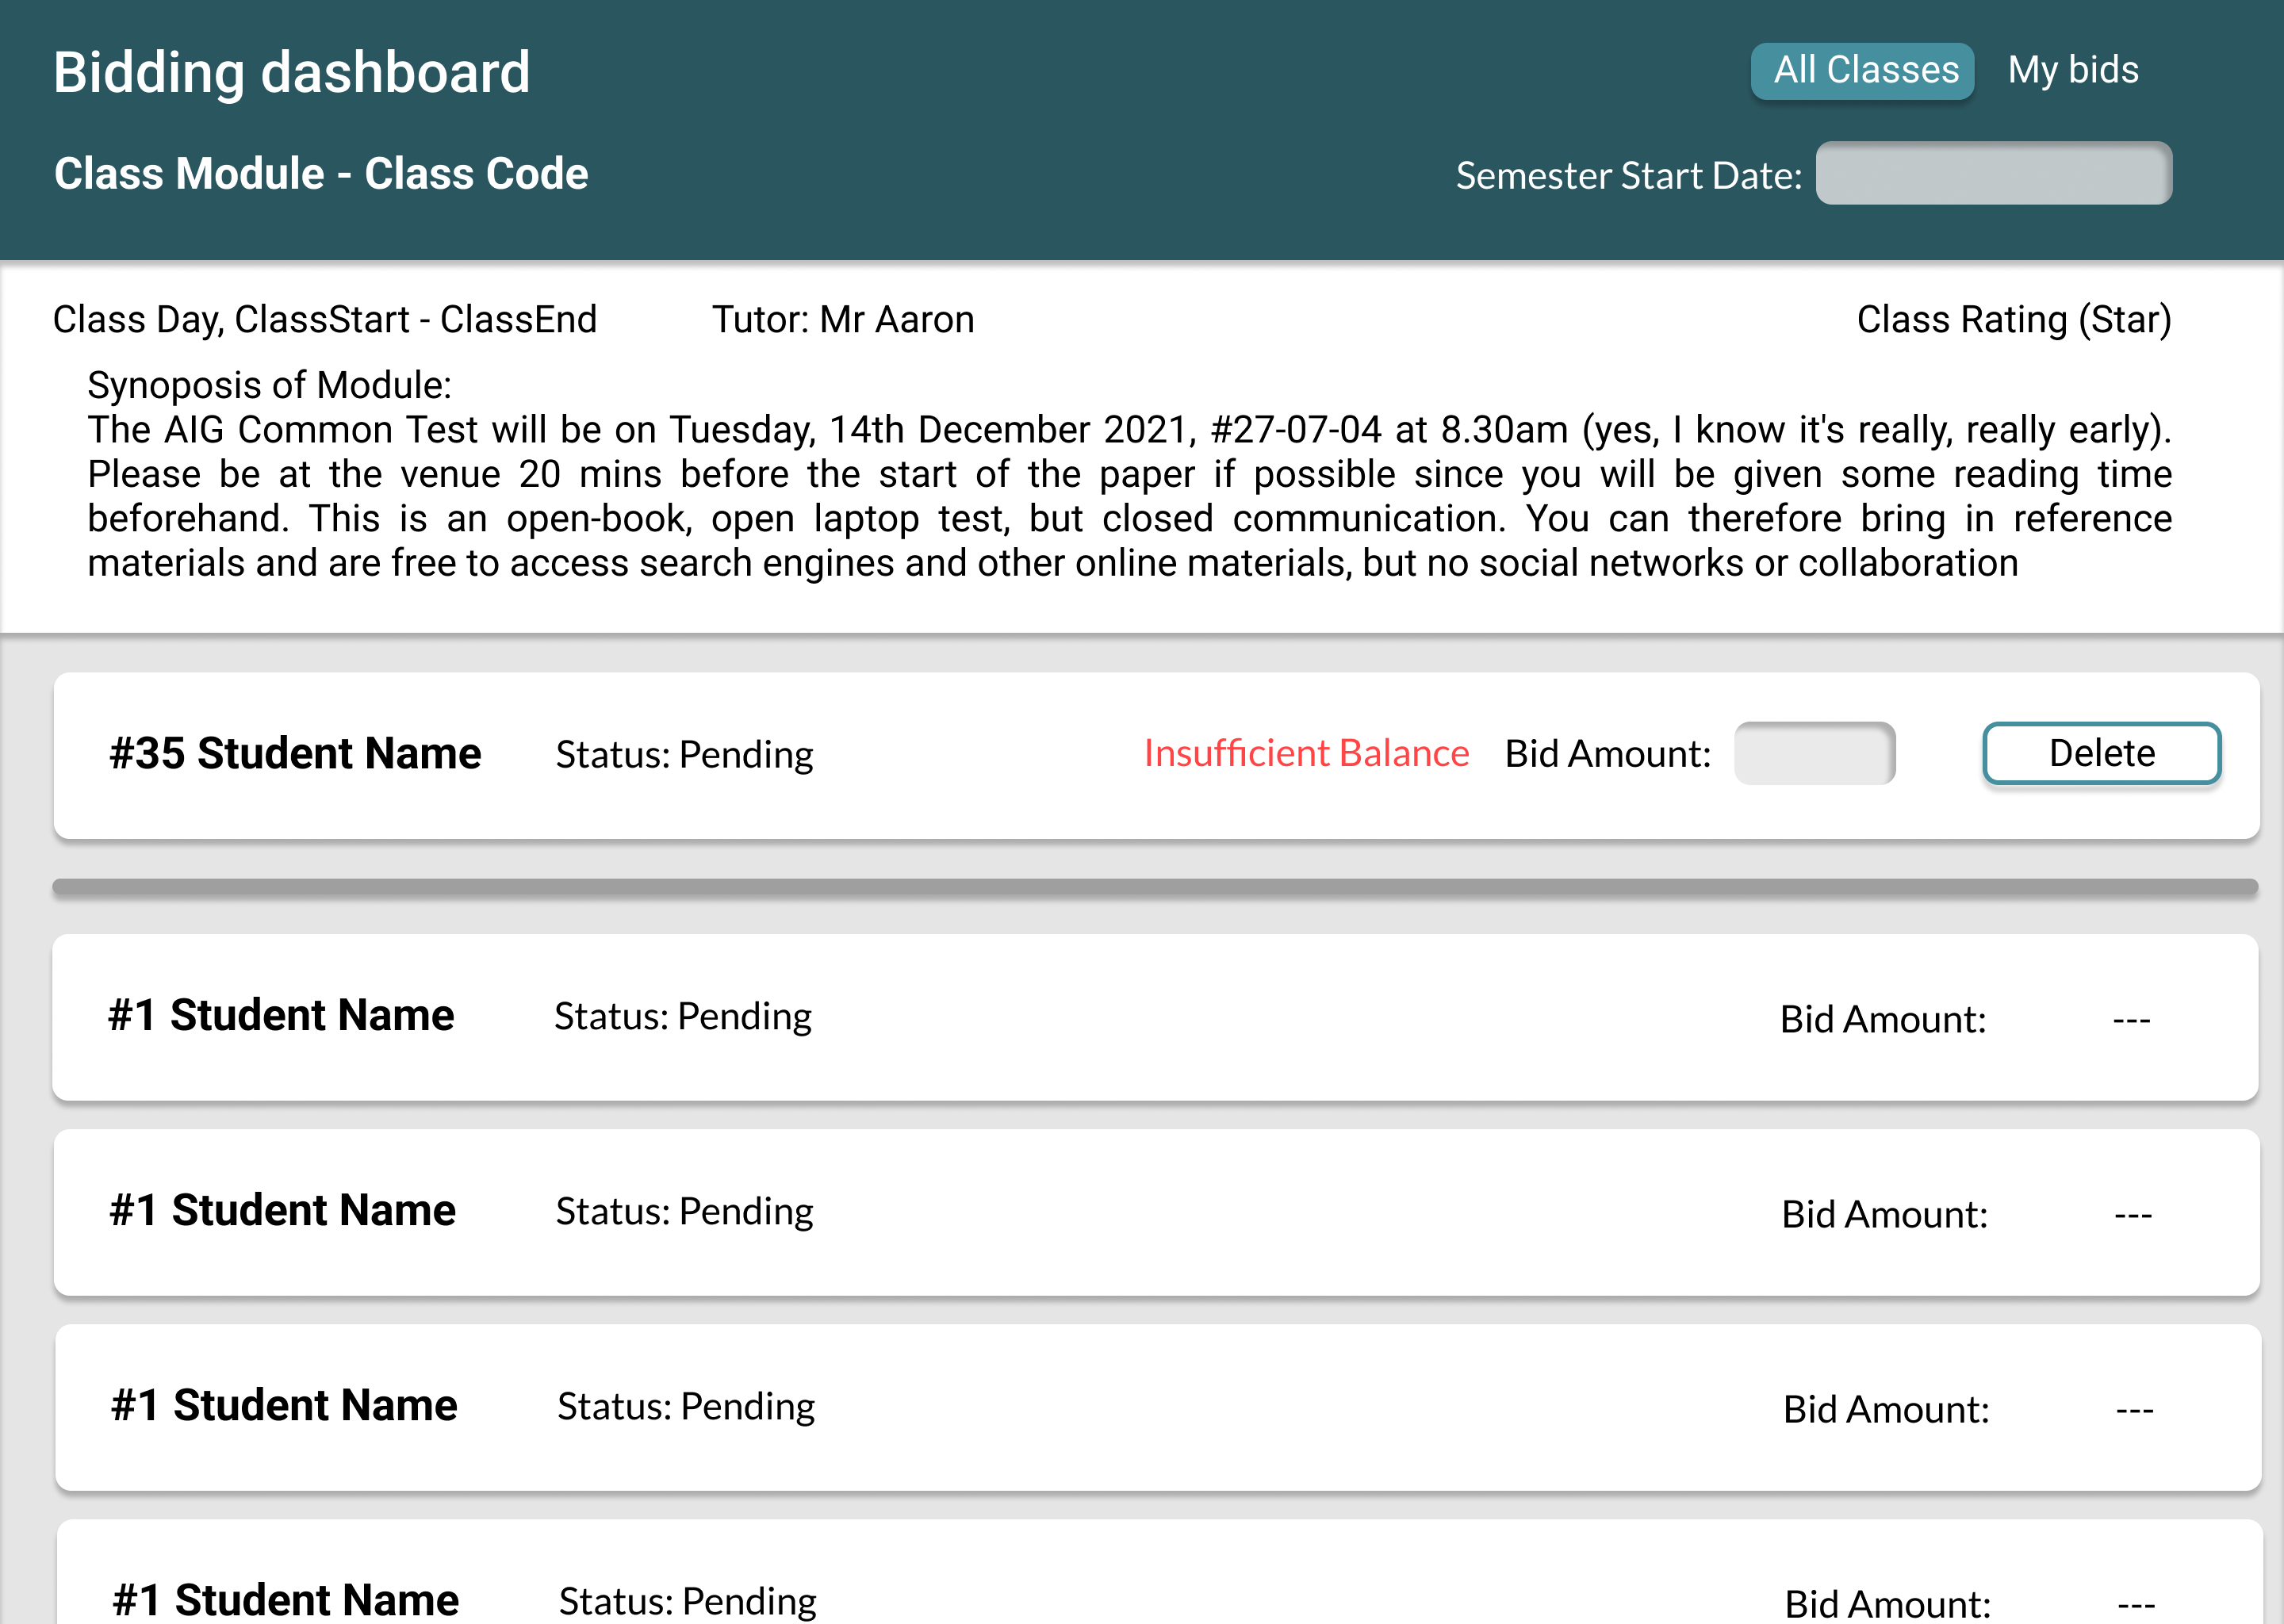 Bidding dashboard
All Classes
My bids
Class Module - Class Code
Semester Start Date:
Class Day, ClassStart - ClassEnd
Tutor: Mr Aaron
Class Rating (Star)
Synoposis of Module:
The AIG Common Test will be on Tuesday, 14th December 2021, #27-07-04 at 8.30am (yes, I know it's really, really early).
Please be at the venue 20 mins before the start of the paper if possible since you will be given some reading time
beforehand. This is an open-book, open laptop test, but closed communication. You can therefore bring in reference
materials and are free to access search engines and other online materials, but no social networks or collaboration
#35 Student Name Status: Pending Insufficient Balance Bid Amount: Delete
#1 Student Name Status: Pending Bid Amount: ---
#1 Student Name Status: Pending Bid Amount: ---
#1 Student Name Status: Pending Bid Amount: ---
#1 Student Name Status: Pending Bid Amount: ---